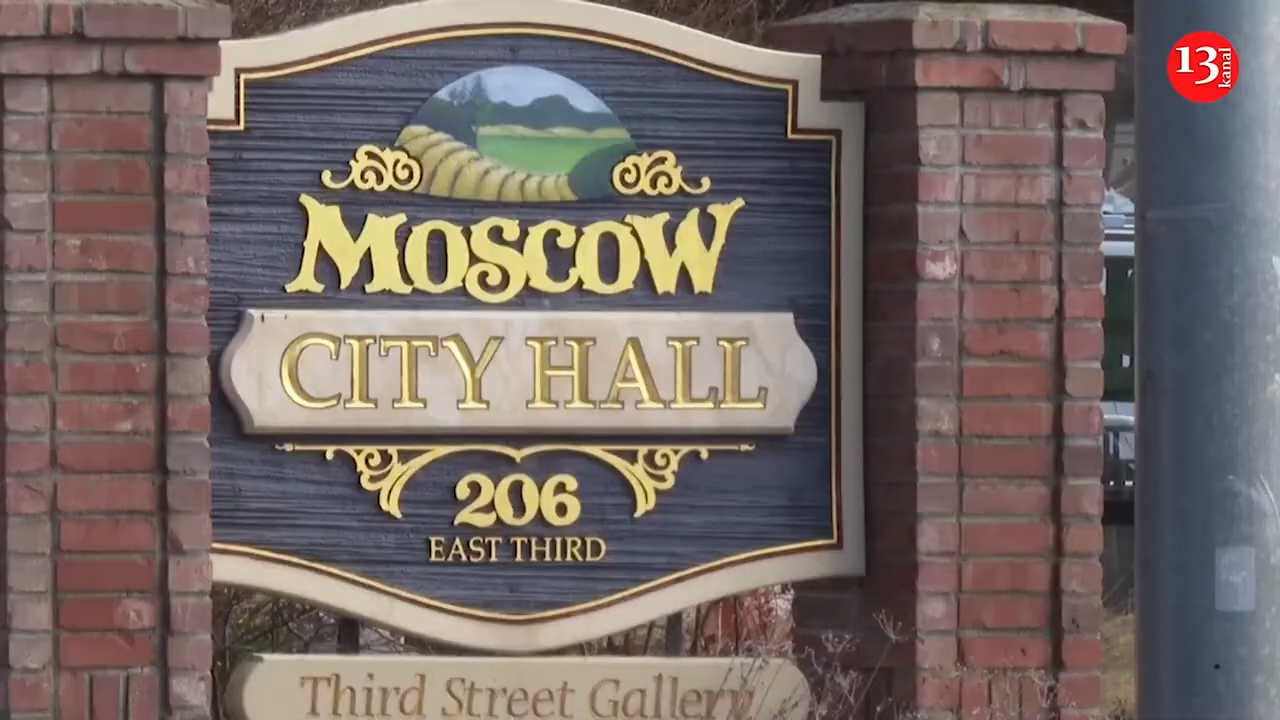 13
kanal
MOSCOW
CITY HALL
206
EAST THIRD
Third Street Gallery